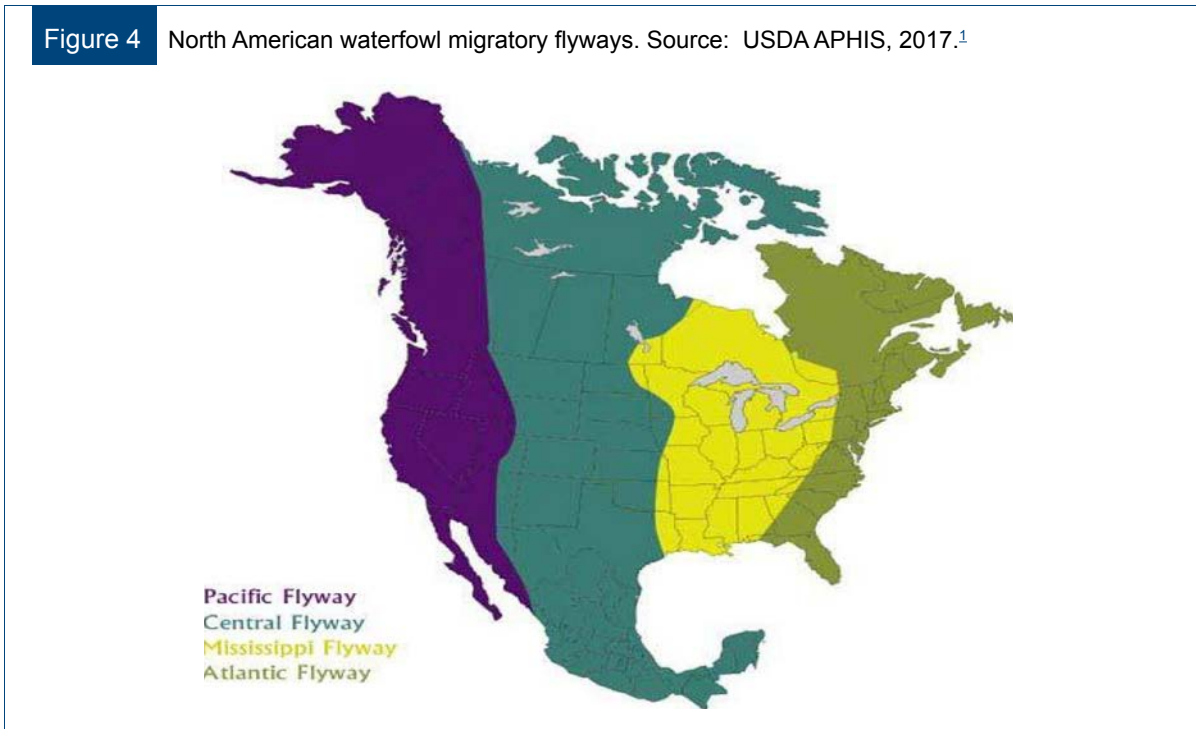 Figure 4 North American waterfowl migratory flyways. Source: USDA APHIS, 2017.1
Pacific Flyway
Central Flyway
Mississippi Flyway
Atlantic Flyway